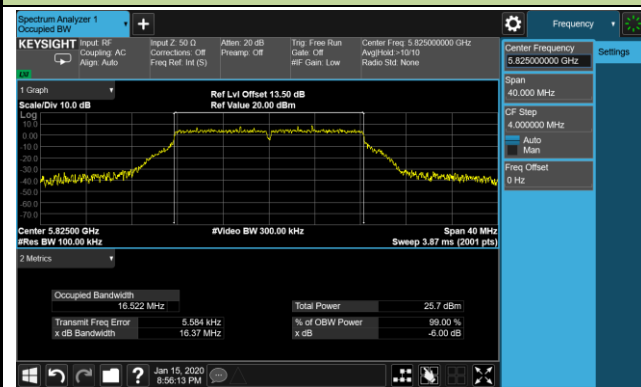 Spectrum Analyzer 1
Occupied BW
Frequency
KEYSIGHT
Input: RF
Coupling: AC
Align: Auto
Input Z: 50 Ω
Corrections: Off
Freq Ref: Int (S)
Atten: 20 dB
Preamp: Off
Trig: Free Run
Gate: Off
#IF Gain: Low
Center Freq: 5.825000000 GHz
Avg|Hold:>10/10
Radio Std: None
Center Frequency
5.825000000 GHz
Settings
Span
40.000 MHz
CF Step
4.000000 MHz
Auto
Man
Freq Offset
0 Hz
1 Graph
Scale/Div 10.0 dB
Ref Lvl Offset 13.50 dB
Ref Value 20.00 dBm
Log
10.0
0.00
-10.0
-20.0
-30.0
-40.0
-50.0
-60.0
-70.0
Center 5.82500 GHz
#Video BW 300.00 kHz
Span 40 MHz
#Res BW 100.00 kHz
Sweep 3.87 ms (2001 pts)
2 Metrics
Occupied Bandwidth
16.522 MHz
Total Power
25.7 dBm
Transmit Freq Error
5.584 kHz
% of OBW Power
99.00 %
x dB Bandwidth
16.37 MHz
x dB
-6.00 dB
Jan 15, 2020
8:56:13 PM